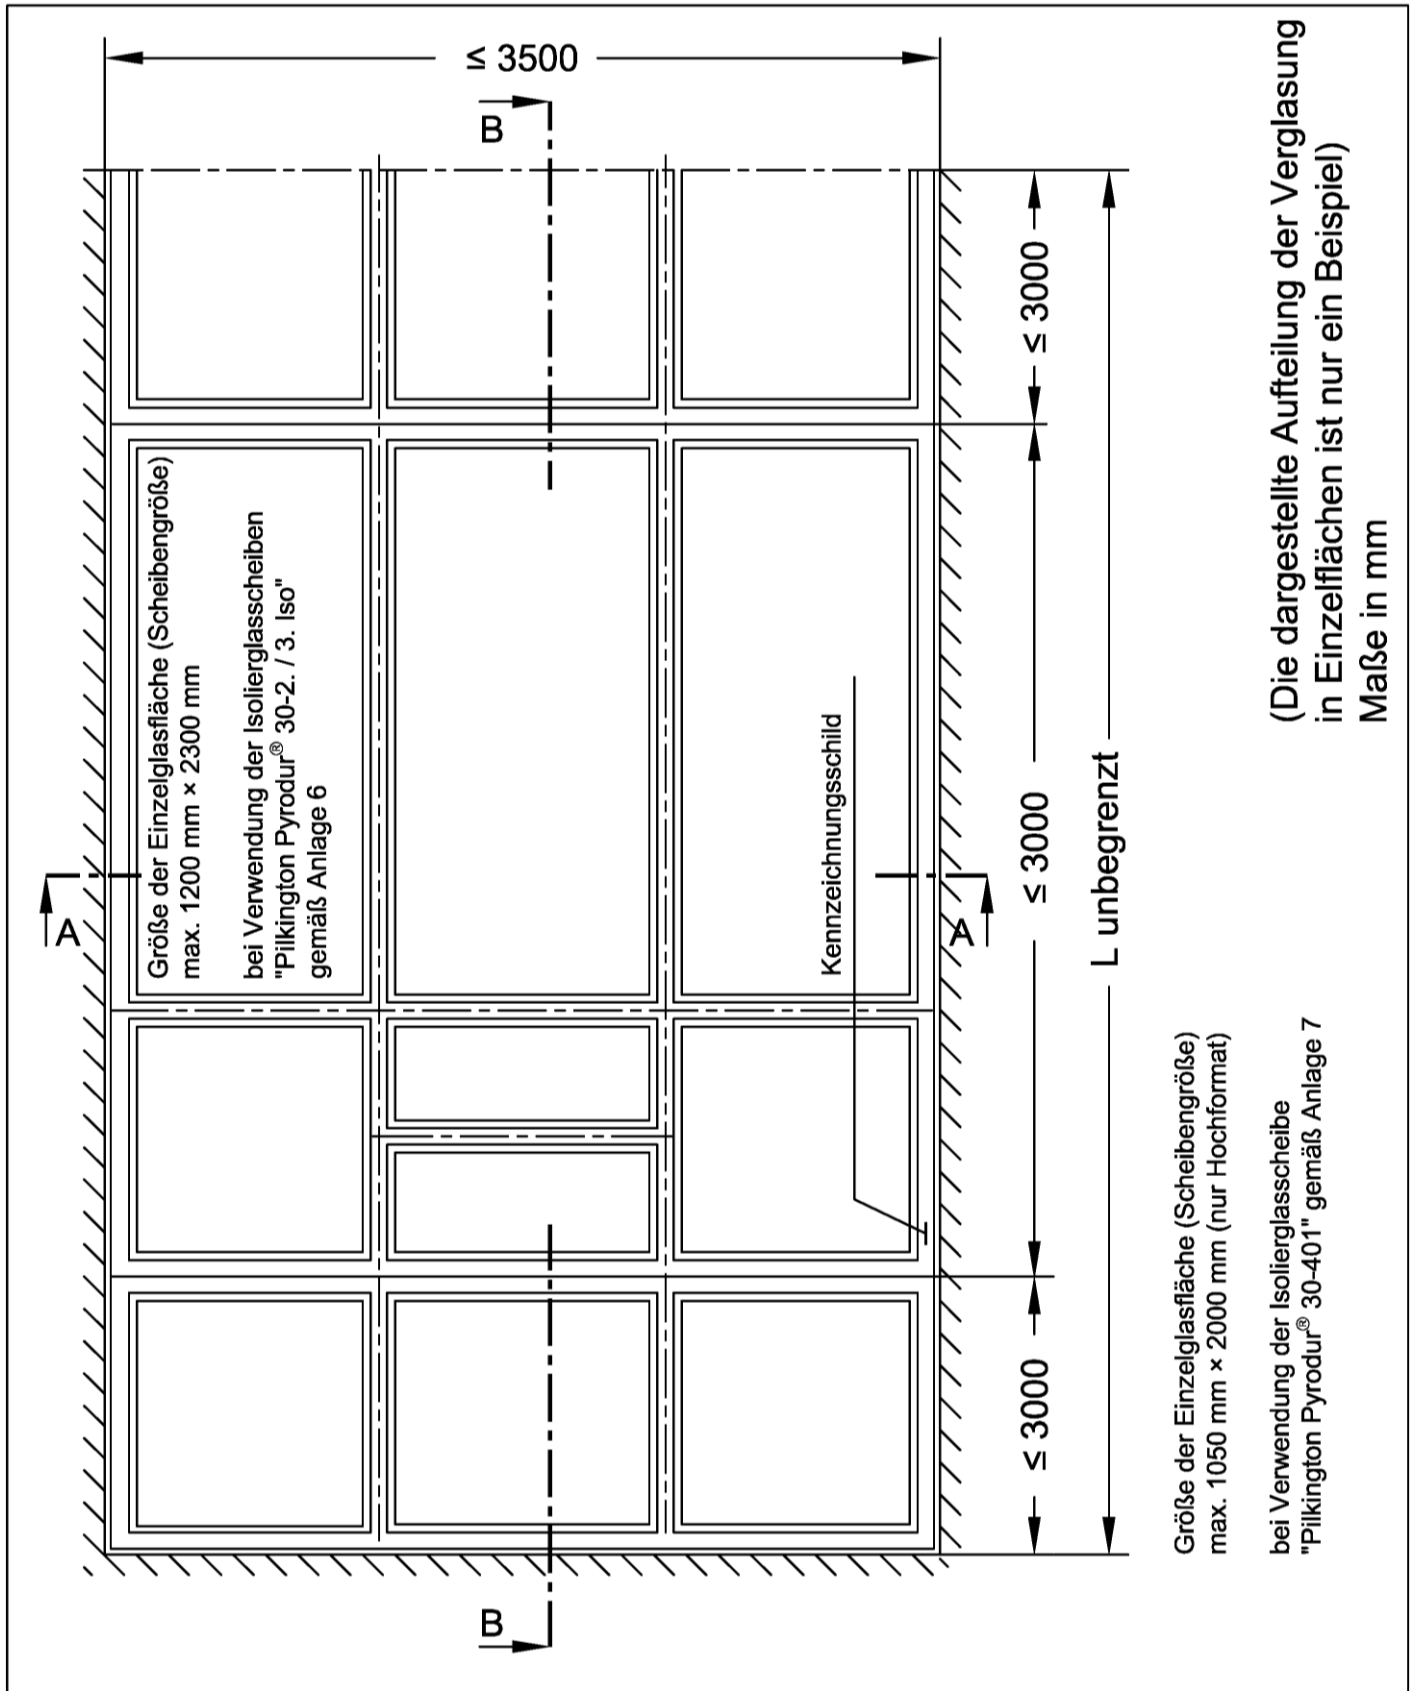 ≤ 3500
B
Größe der Einzelglasfläche (Scheibengröße)
max. 1200 mm × 2300 mm
bei Verwendung der Isolierglasscheiben
"Pilkington Pyrodur® 30-2. / 3. Iso"
gemäß Anlage 6
A
A
Kennzeichnungsschild
B
≤ 3000
≤ 3000
≤ 3000
L unbegrenzt
Größe der Einzelglasfläche (Scheibengröße)
max. 1050 mm × 2000 mm (nur Hochformat)
bei Verwendung der Isolierglasscheibe
"Pilkington Pyrodur® 30-401" gemäß Anlage 7
(Die dargestellte Aufteilung der Verglasung
in Einzelflächen ist nur ein Beispiel)
Maße in mm